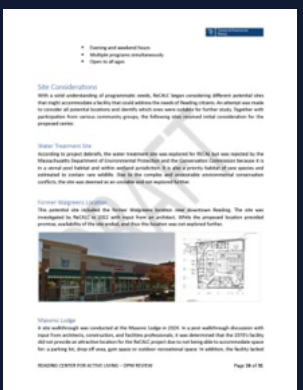 Evening and weekend hours
Multiple programs simultaneously
Open to all ages
Site Considerations
With a solid understanding of programmatic needs, ReCALC began considering different potential sites
that might accommodate a facility that could address the needs of Reading citizens. An attempt was made
to consider all potential locations and identify which ones were suitable for further study. Together with
participation from various community groups, the following sites received initial consideration for the
proposed center.
Water Treatment Site
According to project debriefs, the water treatment site was explored for ReCAL but was rejected by the
Massachusetts Department of Environmental Protection and the Conservation Commission because it is
in a vernal pool habitat and within wetland jurisdiction. It is also a priority habitat of rare species and
estimated to contain rare wildlife. Due to the complex and undesirable environmental conservation
conflicts, the site was deemed as an unviable and not explored further.
Former Walgreens Location
This potential site included the former Walgreens location near downtown Reading. The site was
investigated by ReCALC in 2022 with input from an architect. While the proposed location provided
promise, availability of the site ended, and thus the location was not explored further.
Masonic Lodge
A site walkthrough was conducted at the Masonic Lodge in 2024. In a post walkthrough discussion with
input from architects, construction, and facilities professionals, it was determined that the 1970's facility
did not provide an attractive location for the ReCALC project due to not being able to accommodate space
for: a parking lot, drop off area, gym space or outdoor recreational space. In addition, the facility lacked
READING CENTER FOR ACTIVE LIVING – OPM REVIEW
Page of